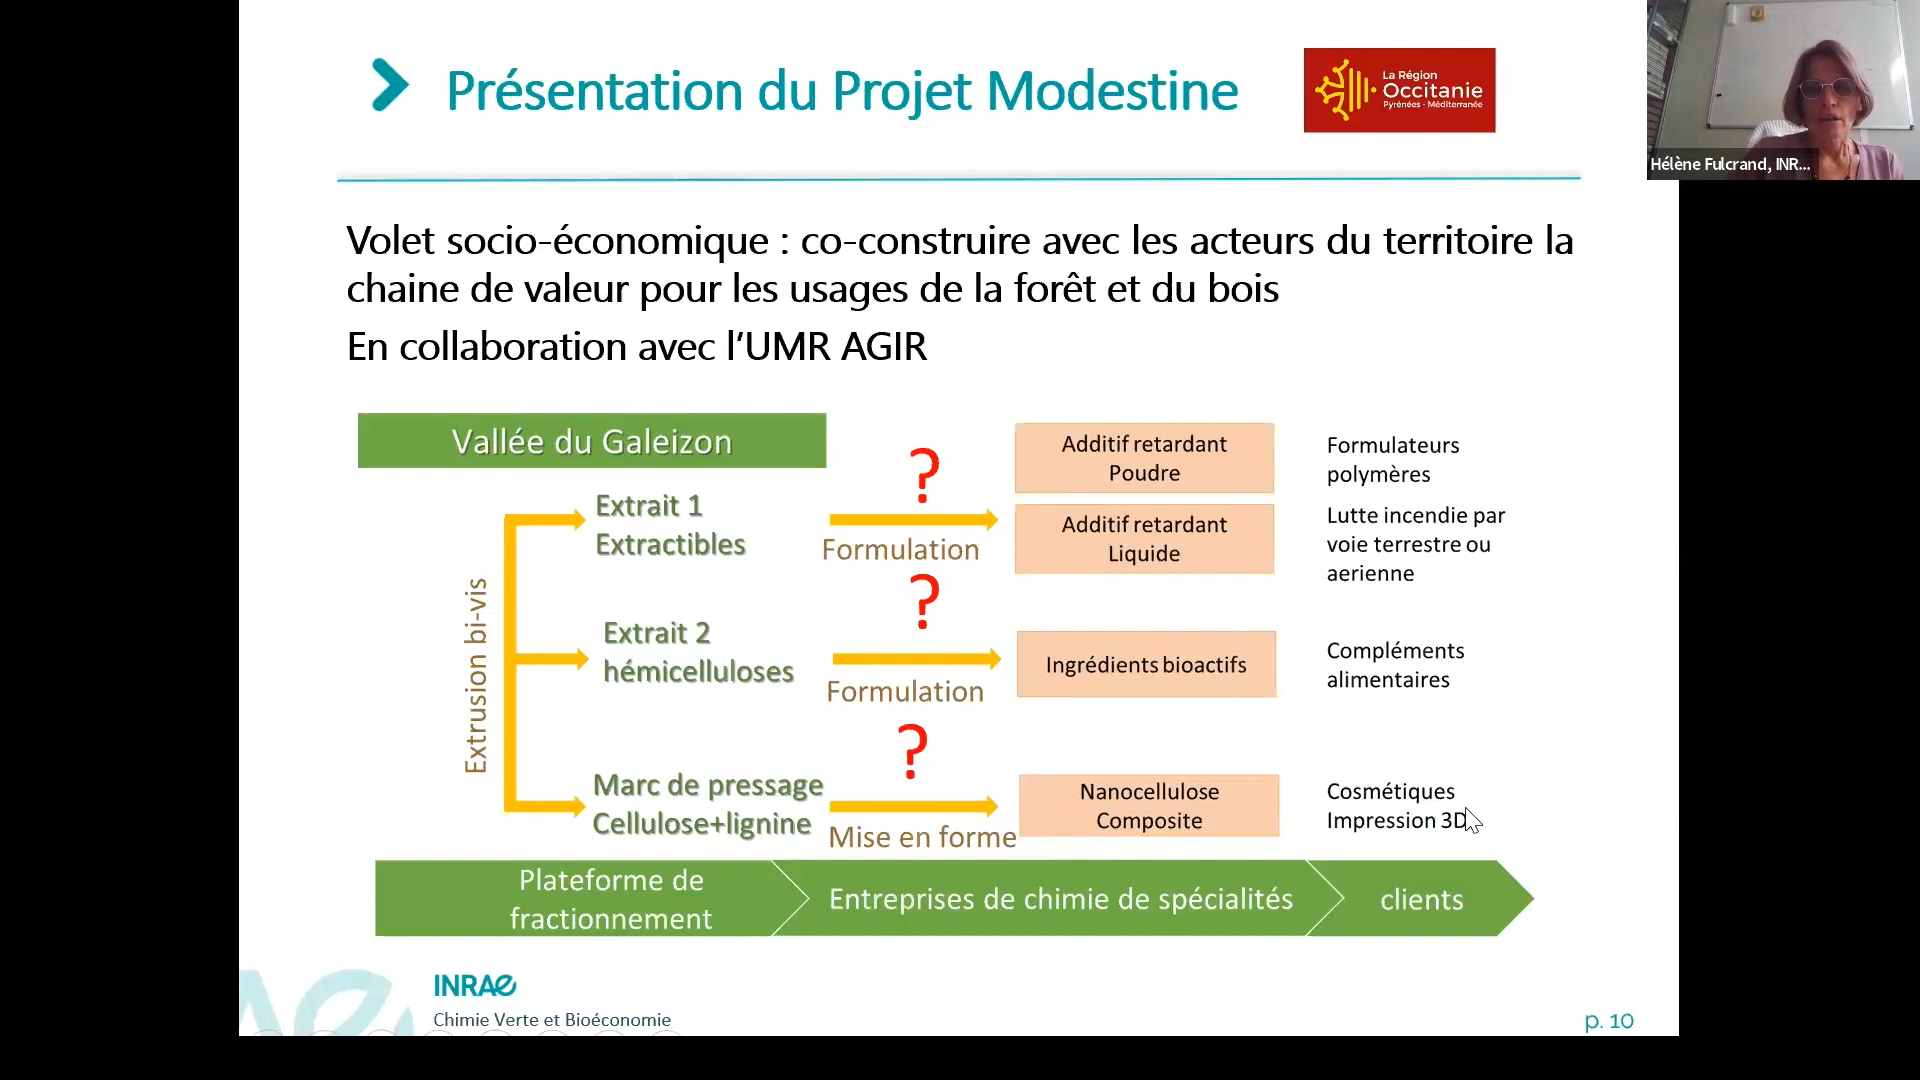 Présentation du Projet Modestine
La Région
Occitanie
Pyrénées - Méditerranée
Hélène Fulcrand, INR...
Volet socio-économique : co-construire avec les acteurs du territoire la
chaine de valeur pour les usages de la forêt et du bois
En collaboration avec l'UMR AGIR
Vallée du Galeizon
Extrusion bi-vis
Extrait 1
Extractibles
?
Formulation
Additif retardant
Poudre
Formulateurs
polymères
Additif retardant
Liquide
Lutte incendie par
voie terrestre ou
aerienne
Extrait 2
hémicelluloses
?
Formulation
Ingrédients bioactifs
Compléments
alimentaires
Marc de pressage
Cellulose+lignine
?
Mise en forme
Nanocellulose
Composite
Cosmétiques
Impression 3D
Plateforme de
fractionnement
Entreprises de chimie de spécialités
clients
INRAE
Chimie Verte et Bioéconomie
p. 10